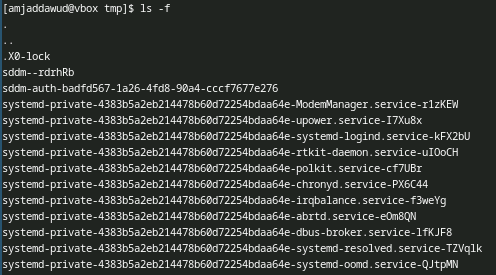 [amjaddawud@vbox tmp]$ ls -f
.
..
.X0-lock
sddm--rdrhRb
sddm-auth-badfd567-1a26-4fd8-90a4-cccf7677e276
systemd-private-4383b5a2eb214478b60d72254bdaa64e-ModemManager.service-r1zKEW
systemd-private-4383b5a2eb214478b60d72254bdaa64e-upower.service-I7Xu8x
systemd-private-4383b5a2eb214478b60d72254bdaa64e-systemd-logind.service-kFX2bU
systemd-private-4383b5a2eb214478b60d72254bdaa64e-rtkit-daemon.service-uIOoCH
systemd-private-4383b5a2eb214478b60d72254bdaa64e-polkit.service-cf7UBr
systemd-private-4383b5a2eb214478b60d72254bdaa64e-chronyd.service-PX6C44
systemd-private-4383b5a2eb214478b60d72254bdaa64e-irqbalance.service-f3weYg
systemd-private-4383b5a2eb214478b60d72254bdaa64e-abrtd.service-eOm8QN
systemd-private-4383b5a2eb214478b60d72254bdaa64e-dbus-broker.service-lfKJF8
systemd-private-4383b5a2eb214478b60d72254bdaa64e-systemd-resolved.service-TZVqlk
systemd-private-4383b5a2eb214478b60d72254bdaa64e-systemd-oomd.service-QJtpMN